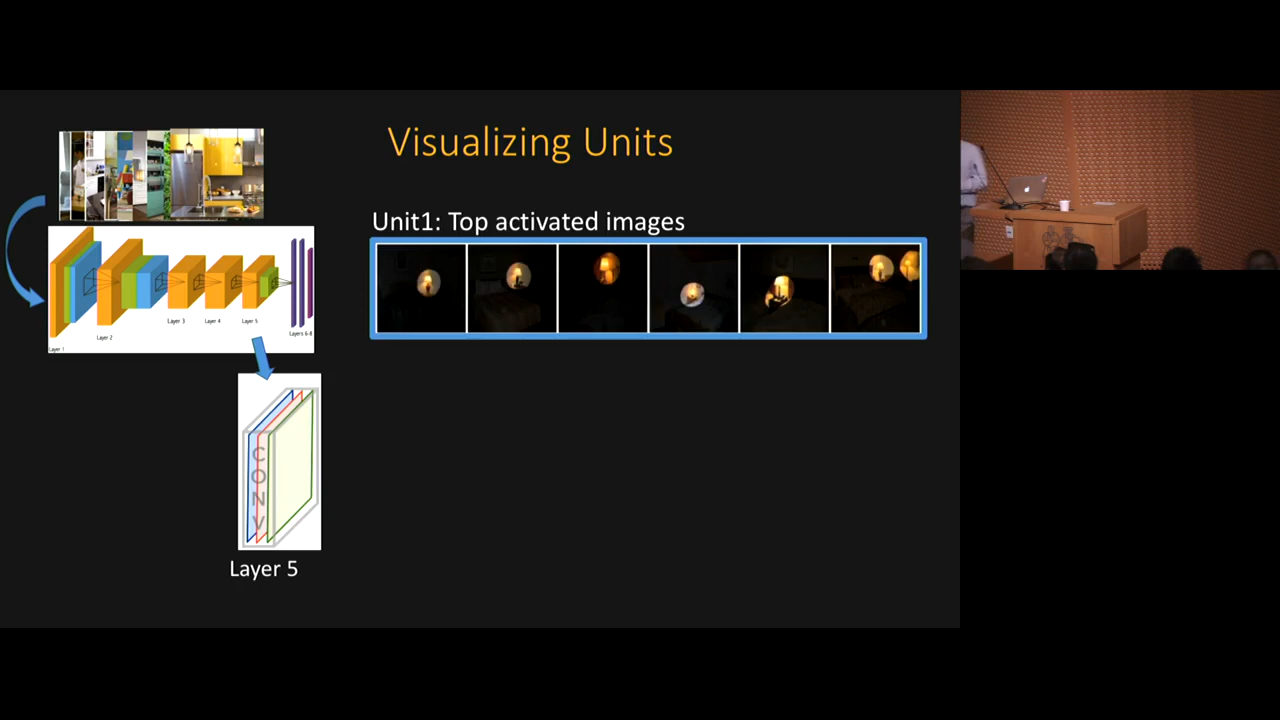 Visualizing Units
Unit1: Top activated images
Layer 1
Layer 2
Layer 3
Layer 4
Layer 5
Layers 6-8
CONV
Layer 5